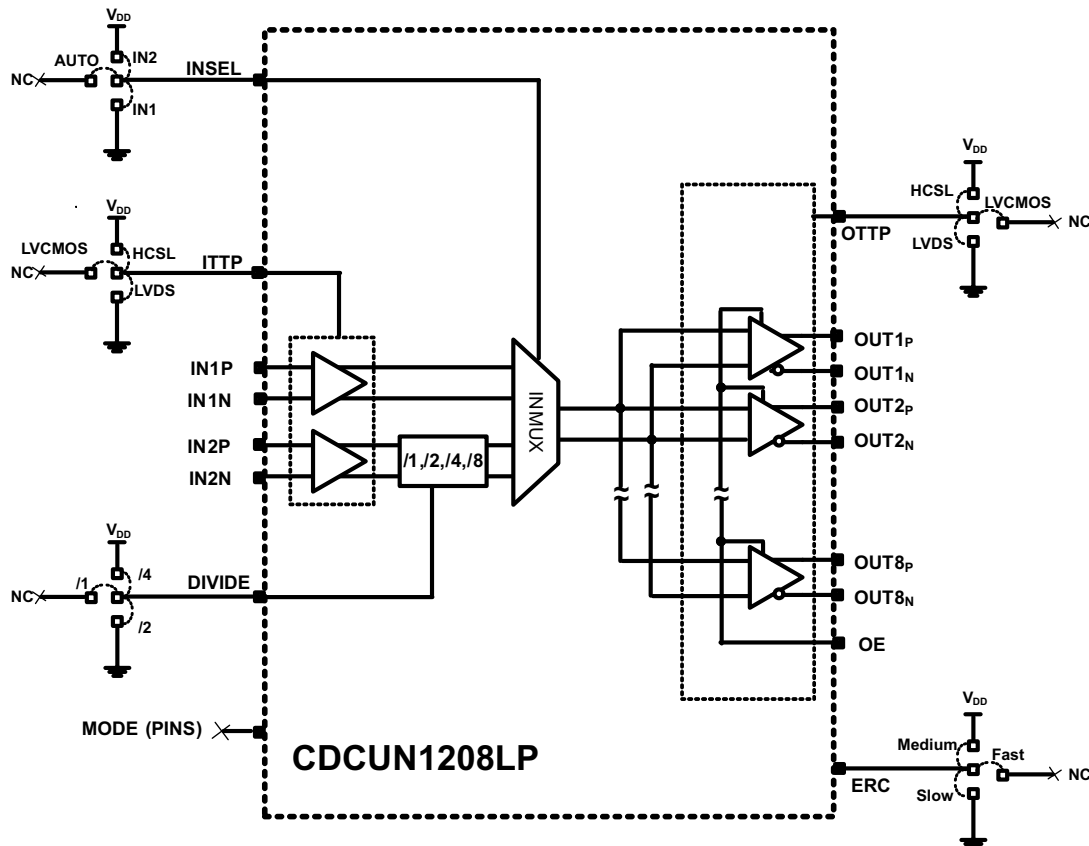 VDD
AUTO
IN2
NC
INSEL
IN1
VDD
LVCMOS
HCSL
NC
ITTP
LVDS
IN1P
IN1N
IN2P
IN2N
/1,/2,/4,/8
INMUX
VDD
/1
/4
NC
DIVIDE
/2
MODE (PINS)
CDCUN1208LP
VDD
HCSL
LVCMOS
NC
OTTP
LVDS
OUT1P
OUT1N
OUT2P
OUT2N
OUT8P
OUT8N
OE
VDD
Medium
Fast
NC
ERC
Slow